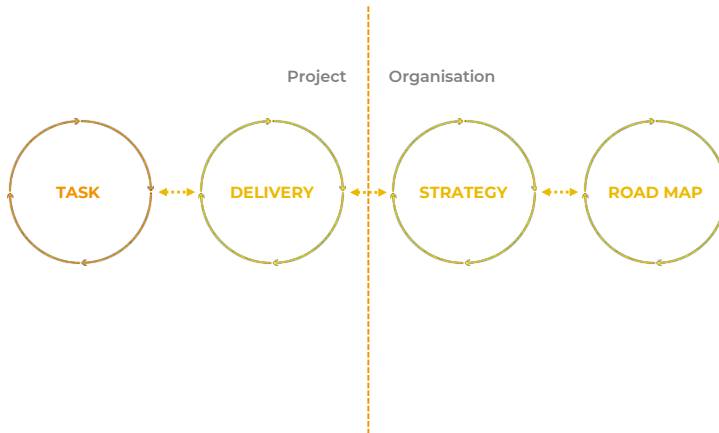 Project
Organisation
TASK
DELIVERY
STRATEGY
ROAD MAP